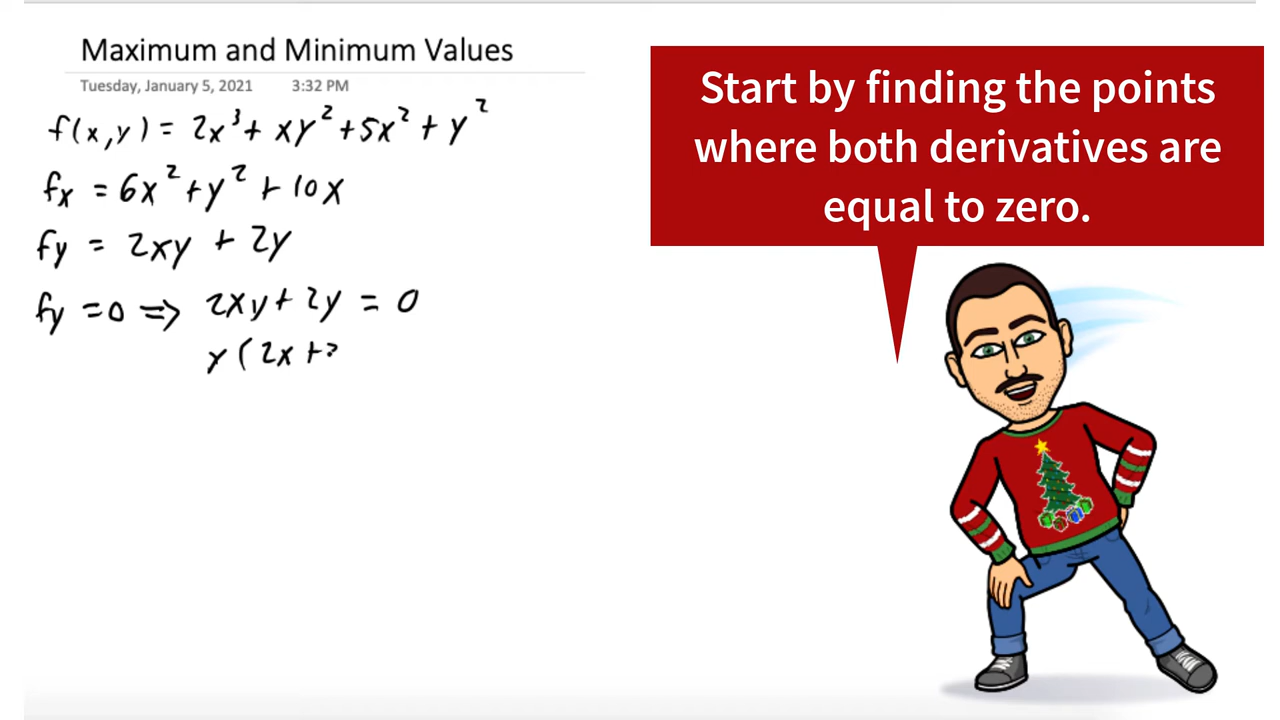 Maximum and Minimum Values
Tuesday, January 5, 2021 3:32 PM
f(x,y) = 2x³ + xy² + 5x² + y²
fx = 6x² + y² + 10x
fy = 2xy + 2y
fy = 0 => 2xy + 2y = 0
y(2x +
Start by finding the points
where both derivatives are
equal to zero.